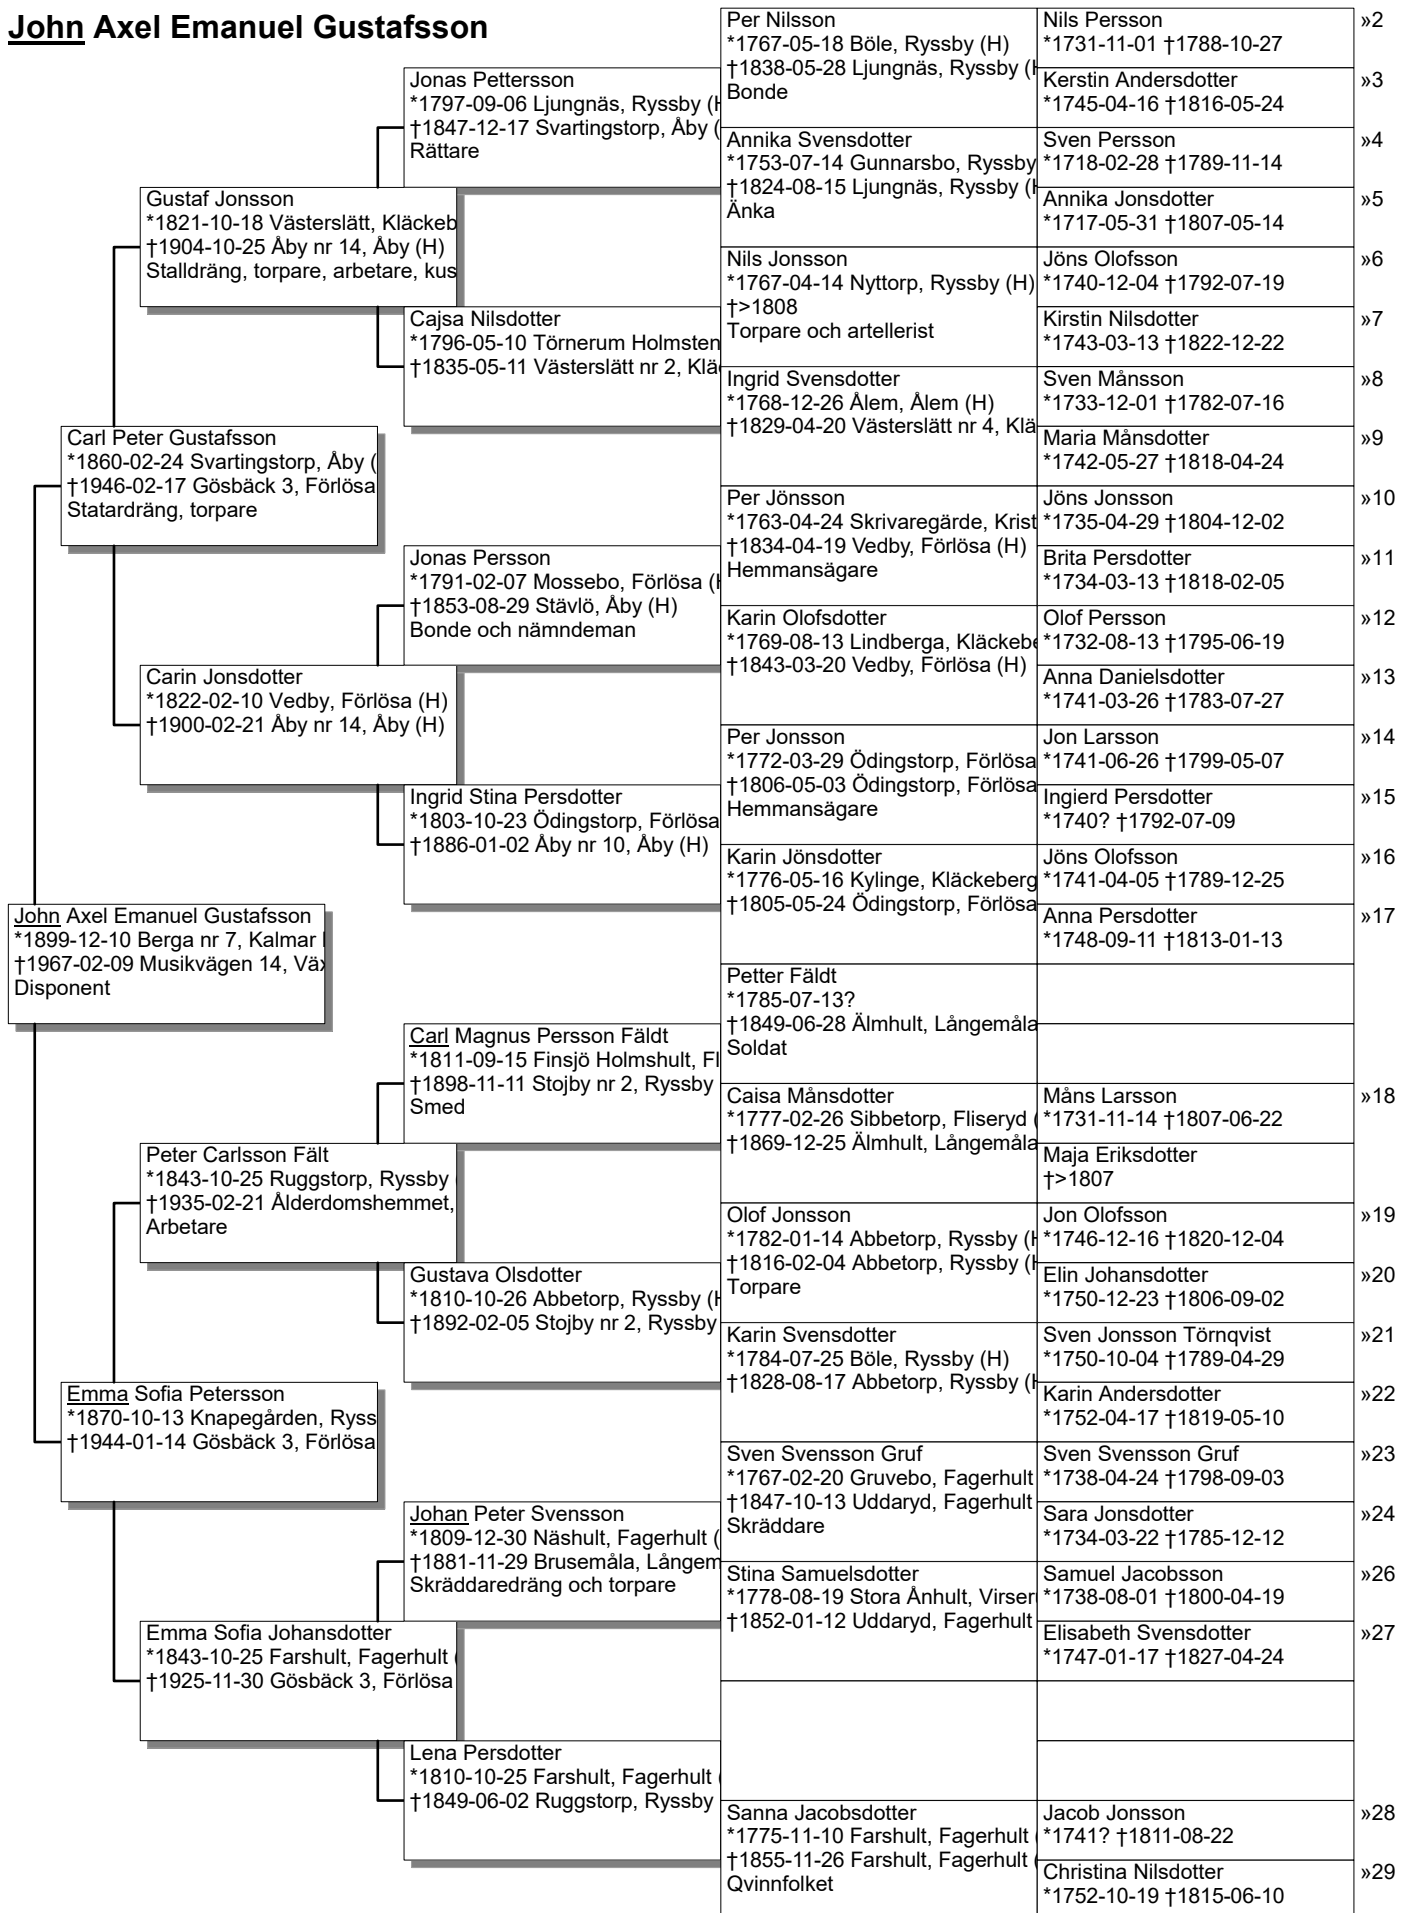 John Axel Emanuel Gustafsson
John Axel Emanuel Gustafsson
*1899-12-10 Berga nr 7, Kalmar
†1967-02-09 Musikvägen 14, Väx
Disponent
Carl Peter Gustafsson
*1860-02-24 Svartingstorp, Åby (
†1946-02-17 Gösbäck 3, Förlösa
Statardräng, torpare
Emma Sofia Petersson
*1870-10-13 Knapegården, Ryss
†1944-01-14 Gösbäck 3, Förlösa
Gustaf Jonsson
*1821-10-18 Västerslätt, Kläckeb
†1904-10-25 Åby nr 14, Åby (H)
Stalldräng, torpare, arbetare, kus
Carin Jonsdotter
*1822-02-10 Vedby, Förlösa (H)
†1900-02-21 Åby nr 14, Åby (H)
Peter Carlsson Fält
*1843-10-25 Ruggstorp, Ryssby (
†1935-02-21 Ålderdomshemmet,
Arbetare
Emma Sofia Johansdotter
*1843-10-25 Farshult, Fagerhult (
†1925-11-30 Gösbäck 3, Förlösa
Jonas Pettersson
*1797-09-06 Ljungnäs, Ryssby (H
†1847-12-17 Svartingstorp, Åby (
Rättare
Cajsa Nilsdotter
*1796-05-10 Törnerum Holmsten
†1835-05-11 Västerslätt nr 2, Klä
Jonas Persson
*1791-02-07 Mossebo, Förlösa (H
†1853-08-29 Stävlö, Åby (H)
Bonde och nämndeman
Ingrid Stina Persdotter
*1803-10-23 Ödingstorp, Förlösa
†1886-01-02 Åby nr 10, Åby (H)
Carl Magnus Persson Fäldt
*1811-09-15 Finsjö Holmshult, Fl
†1898-11-11 Stojby nr 2, Ryssby
Smed
Gustava Olsdotter
*1810-10-26 Abbetorp, Ryssby (H
†1892-02-05 Stojby nr 2, Ryssby
Johan Peter Svensson
*1809-12-30 Näshult, Fagerhult (
†1881-11-29 Brusemåla, Långem
Skräddaredräng och torpare
Lena Persdotter
*1810-10-25 Farshult, Fagerhult (
†1849-06-02 Ruggstorp, Ryssby
Per Nilsson
*1767-05-18 Böle, Ryssby (H)
†1838-05-28 Ljungnäs, Ryssby (H
Bonde
Annika Svensdotter
*1753-07-14 Gunnarsbo, Ryssby
†1824-08-15 Ljungnäs, Ryssby (H
Änka
Nils Jonsson
*1767-04-14 Nyttorp, Ryssby (H)
†>1808
Torpare och artellerist
Ingrid Svensdotter
*1768-12-26 Ålem, Ålem (H)
†1829-04-20 Västerslätt nr 4, Klä
Per Jönsson
*1763-04-24 Skrivaregärde, Krist
†1834-04-19 Vedby, Förlösa (H)
Hemmansägare
Karin Olofsdotter
*1769-08-13 Lindberga, Kläckebe
†1843-03-20 Vedby, Förlösa (H)
Per Jonsson
*1772-03-29 Ödingstorp, Förlösa
†1806-05-03 Ödingstorp, Förlösa
Hemmansägare
Karin Jönsdotter
*1776-05-16 Kylinge, Kläckeberg
†1805-05-24 Ödingstorp, Förlösa
Petter Fäldt
*1785-07-13?
†1849-06-28 Älmhult, Långemåla
Soldat
Caisa Månsdotter
*1777-02-26 Sibbetorp, Fliseryd (
†1869-12-25 Älmhult, Långemåla
Olof Jonsson
*1782-01-14 Abbetorp, Ryssby (H
†1816-02-04 Abbetorp, Ryssby (H
Torpare
Karin Svensdotter
*1784-07-25 Böle, Ryssby (H)
†1828-08-17 Abbetorp, Ryssby (H
Sven Svensson Gruf
*1767-02-20 Gruvebo, Fagerhult
†1847-10-13 Uddaryd, Fagerhult
Skräddare
Stina Samuelsdotter
*1778-08-19 Stora Ånhult, Virser
†1852-01-12 Uddaryd, Fagerhult
Sanna Jacobsdotter
*1775-11-10 Farshult, Fagerhult (
†1855-11-26 Farshult, Fagerhult (
Qvinnfolket
Nils Persson »2
*1731-11-01 †1788-10-27
Kerstin Andersdotter »3
*1745-04-16 †1816-05-24
Sven Persson »4
*1718-02-28 †1789-11-14
Annika Jonsdotter »5
*1717-05-31 †1807-05-14
Jöns Olofsson »6
*1740-12-04 †1792-07-19
Kirstin Nilsdotter »7
*1743-03-13 †1822-12-22
Sven Månsson »8
*1733-12-01 †1782-07-16
Maria Månsdotter »9
*1742-05-27 †1818-04-24
Jöns Jonsson »10
*1735-04-29 †1804-12-02
Brita Persdotter »11
*1734-03-13 †1818-02-05
Olof Persson »12
*1732-08-13 †1795-06-19
Anna Danielsdotter »13
*1741-03-26 †1783-07-27
Jon Larsson »14
*1741-06-26 †1799-05-07
Ingierd Persdotter »15
*1740? †1792-07-09
Jöns Olofsson »16
*1741-04-05 †1789-12-25
Anna Persdotter »17
*1748-09-11 †1813-01-13
Måns Larsson »18
*1731-11-14 †1807-06-22
Maja Eriksdotter
†>1807
Jon Olofsson »19
*1746-12-16 †1820-12-04
Elin Johansdotter »20
*1750-12-23 †1806-09-02
Sven Jonsson Törnqvist »21
*1750-10-04 †1789-04-29
Karin Andersdotter »22
*1752-04-17 †1819-05-10
Sven Svensson Gruf »23
*1738-04-24 †1798-09-03
Sara Jonsdotter »24
*1734-03-22 †1785-12-12
Samuel Jacobsson »26
*1738-08-01 †1800-04-19
Elisabeth Svensdotter »27
*1747-01-17 †1827-04-24
Jacob Jonsson »28
*1741? †1811-08-22
Christina Nilsdotter »29
*1752-10-19 †1815-06-10